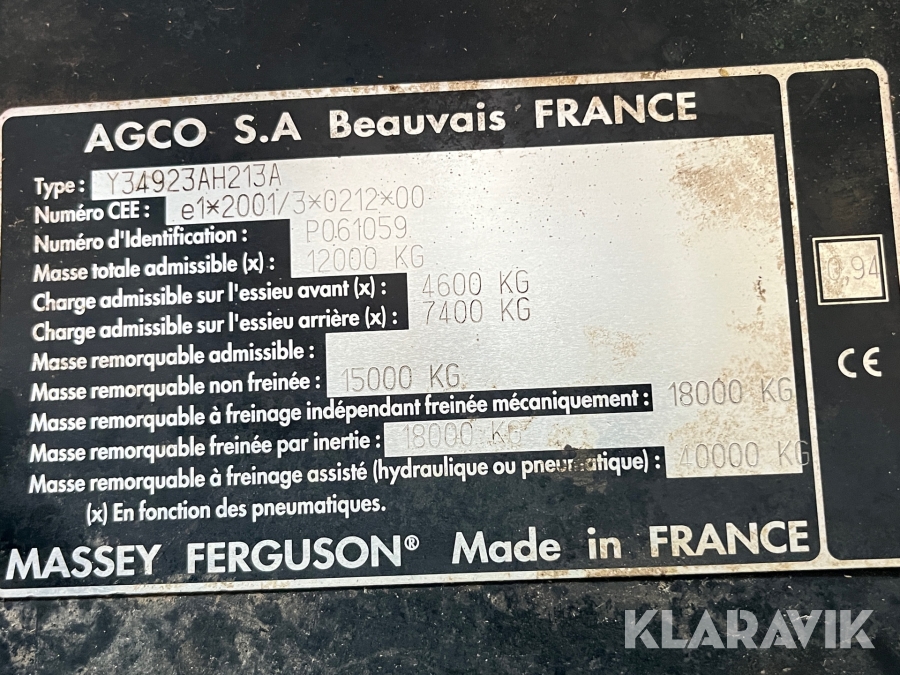 AGCO S.A Beauvais FRANCE
Type : Y34923AH213A
Numéro CEE : e1*2001/3*0212*00
Numéro d'Identification : P061059
Masse totale admissible (x) : 12000 KG
Charge admissible sur l'essieu avant (x) : 4600 KG
Charge admissible sur l'essieu arrière (x) : 7400 KG
Masse remorquable admissible :
Masse remorquable non freinée : 15000 KG
Masse remorquable à freinage indépendant freinée mécaniquement : 18000 KG
Masse remorquable freinée par inertie : 18000 KG
Masse remorquable à freinage assisté (hydraulique ou pneumatique) : 40000 KG
(x) En fonction des pneumatiques.
MASSEY FERGUSON® Made in FRANCE
0,94
CE
KLARAVIK